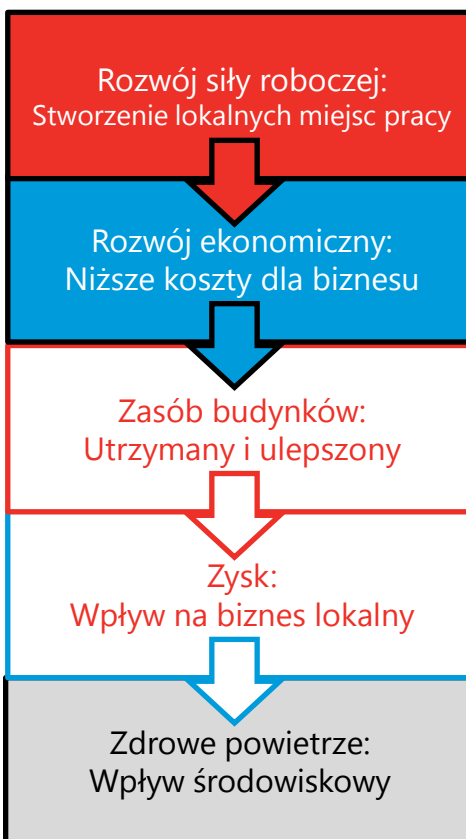 Rozwój siły roboczej:
Stworzenie lokalnych miejsc pracy
Rozwój ekonomiczny:
Niższe koszty dla biznesu
Zasób budynków:
Utrzymany i ulepszony
Zysk:
Wpływ na biznes lokalny
Zdrowe powietrze:
Wpływ środowiskowy